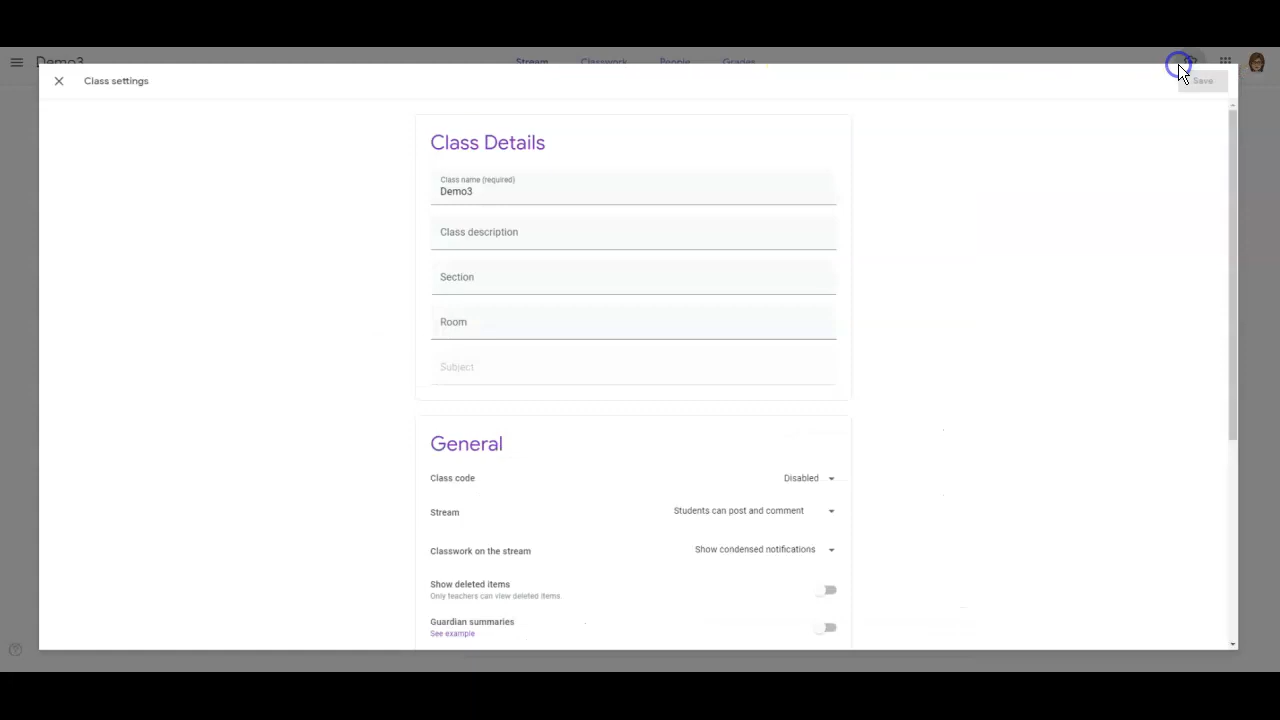 Demo3
Stream
Classwork
People
Grades
Class settings
Save
Class Details
Class name (required)
Demo3
Class description
Section
Room
Subject
General
Class code
Disabled
Stream
Students can post and comment
Classwork on the stream
Show condensed notifications
Show deleted items
Only teachers can view deleted items.
Guardian summaries
See example